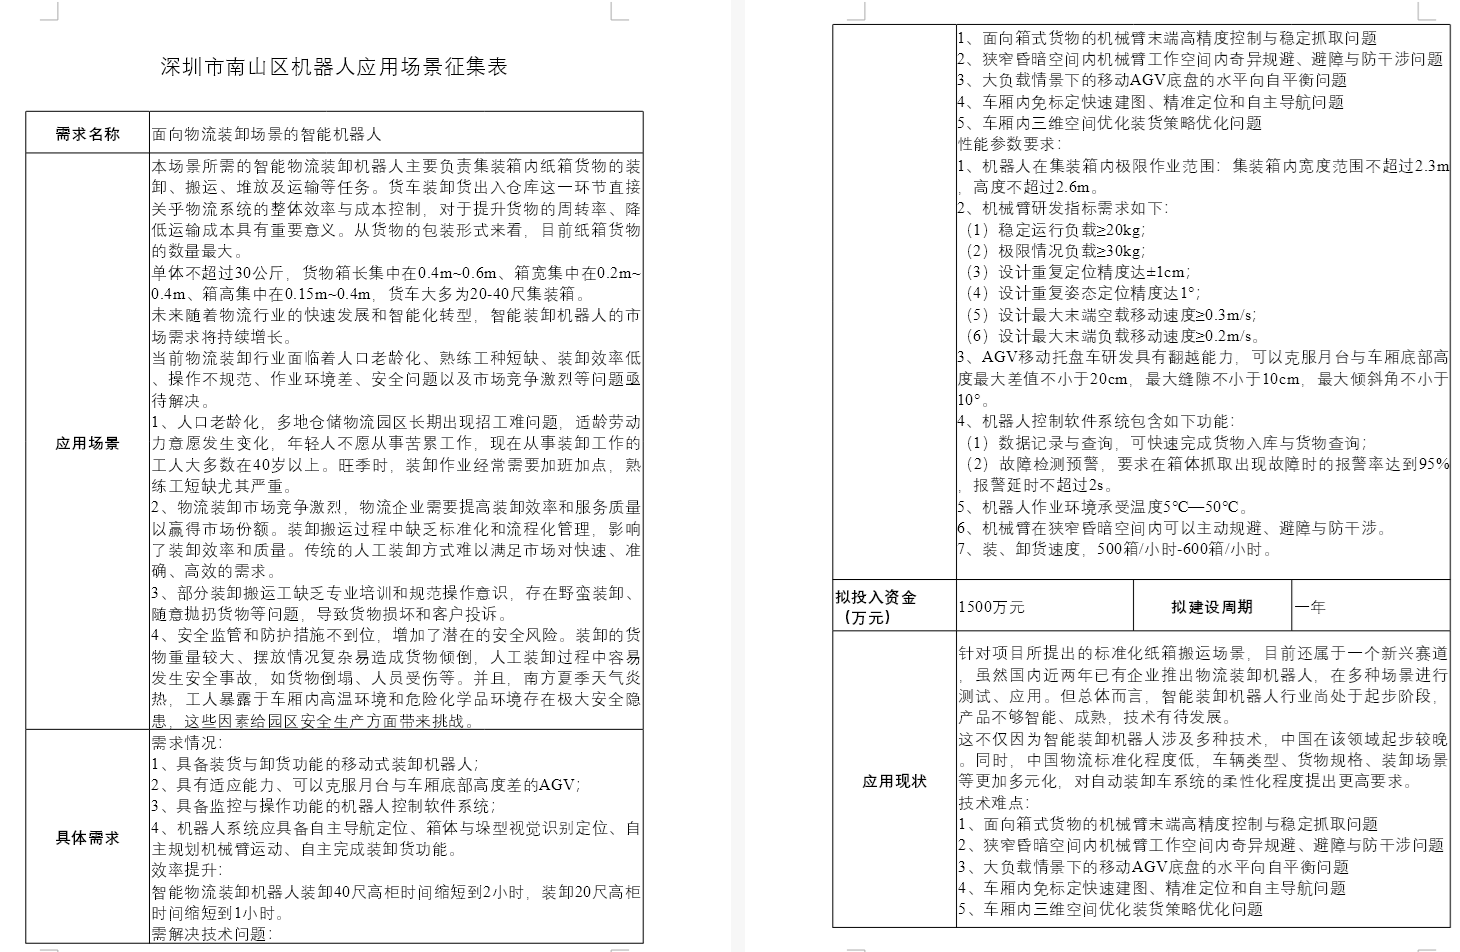 深圳市南山区机器人应用场景征集表
需求名称
面向物流装卸场景的智能机器人
应用场景
本场景所需的智能物流装卸机器人主要负责集装箱内纸箱货物的装
卸、搬运、堆放及运输等任务。货车装卸货出入仓库这一环节直接
关乎物流系统的整体效率与成本控制，对于提升货物的周转率、降
低运输成本具有重要意义。从货物的包装形式来看，目前纸箱货物
的数量最大。
单体不超过30公斤，货物箱长集中在0.4m~0.6m、箱宽集中在0.2m~
0.4m、箱高集中在0.15m~0.4m，货车大多为20-40尺集装箱。
未来随着物流行业的快速发展和智能化转型，智能装卸机器人的市
场需求将持续增长。
当前物流装卸行业面临着人口老龄化、熟练工种短缺、装卸效率低
、操作不规范、作业环境差、安全问题以及市场竞争激烈等问题亟
待解决。
1、人口老龄化，多地仓储物流园区长期出现招工难问题，适龄劳动
力意愿发生变化，年轻人不愿从事苦累工作，现在从事装卸工作的
工人大多数在40岁以上。旺季时，装卸作业经常需要加班加点，熟
练工短缺尤其严重。
2、物流装卸市场竞争激烈，物流企业需要提高装卸效率和服务质量
以赢得市场份额。装卸搬运过程中缺乏标准化和流程化管理，影响
了装卸效率和质量。传统的人工装卸方式难以满足市场对快速、准
确、高效的需求。
3、部分装卸搬运工缺乏专业培训和规范操作意识，存在野蛮装卸、
随意抛扔货物等问题，导致货物损坏和客户投诉。
4、安全监管和防护措施不到位，增加了潜在的安全风险。装卸的货
物重量较大、摆放情况复杂易造成货物倾倒，人工装卸过程中容易
发生安全事故，如货物倒塌、人员受伤等。并且，南方夏季天气炎
热，工人暴露于车厢内高温环境和危险化学品环境存在极大安全隐
患，这些因素给园区安全生产方面带来挑战。
具体需求
需求情况：
1、具备装货与卸货功能的移动式装卸机器人；
2、具有适应能力、可以克服月台与车厢底部高度差的AGV；
3、具备监控与操作功能的机器人控制软件系统；
4、机器人系统应具备自主导航定位、箱体与垛型视觉识别定位、自
主规划机械臂运动、自主完成装卸货功能。
效率提升：
智能物流装卸机器人装卸40尺高柜时间缩短到2小时，装卸20尺高柜
时间缩短到1小时。
需解决技术问题：
1、面向箱式货物的机械臂末端高精度控制与稳定抓取问题
2、狭窄昏暗空间内机械臂工作空间内奇异规避、避障与防干涉问题
3、大负载情景下的移动AGV底盘的水平向自平衡问题
4、车厢内免标定快速建图、精准定位和自主导航问题
5、车厢内三维空间优化装货策略优化问题
性能参数要求：
1、机器人在集装箱内极限作业范围：集装箱内宽度范围不超过2.3m
，高度不超过2.6m。
2、机械臂研发指标需求如下：
（1）稳定运行负载≥20kg；
（2）极限情况负载≥30kg；
（3）设计重复定位精度达±1cm；
（4）设计重复姿态定位精度达1°；
（5）设计最大末端空载移动速度≥0.3m/s；
（6）设计最大末端负载移动速度≥0.2m/s。
3、AGV移动托盘车研发具有翻越能力，可以克服月台与车厢底部高
度最大差值不小于20cm，最大缝隙不小于10cm，最大倾斜角不小于
10°。
4、机器人控制软件系统包含如下功能：
（1）数据记录与查询，可快速完成货物入库与货物查询；
（2）故障检测预警，要求在箱体抓取出现故障时的报警率达到95%
，报警延时不超过2s。
5、机器人作业环境承受温度5℃—50℃。
6、机械臂在狭窄昏暗空间内可以主动规避、避障与防干涉。
7、装、卸货速度，500箱/小时-600箱/小时。
拟投入资金
（万元）
1500万元
拟建设周期
一年
应用现状
针对项目所提出的标准化纸箱搬运场景，目前还属于一个新兴赛道
，虽然国内近两年已有企业推出物流装卸机器人，在多种场景进行
测试、应用。但总体而言，智能装卸机器人行业尚处于起步阶段，
产品不够智能、成熟，技术有待发展。
这不仅因为智能装卸机器人涉及多种技术，中国在该领域起步较晚
。同时，中国物流标准化程度低，车辆类型、货物规格、装卸场景
等更加多元化，对自动装卸车系统的柔性化程度提出更高要求。
技术难点：
1、面向箱式货物的机械臂末端高精度控制与稳定抓取问题
2、狭窄昏暗空间内机械臂工作空间内奇异规避、避障与防干涉问题
3、大负载情景下的移动AGV底盘的水平向自平衡问题
4、车厢内免标定快速建图、精准定位和自主导航问题
5、车厢内三维空间优化装货策略优化问题